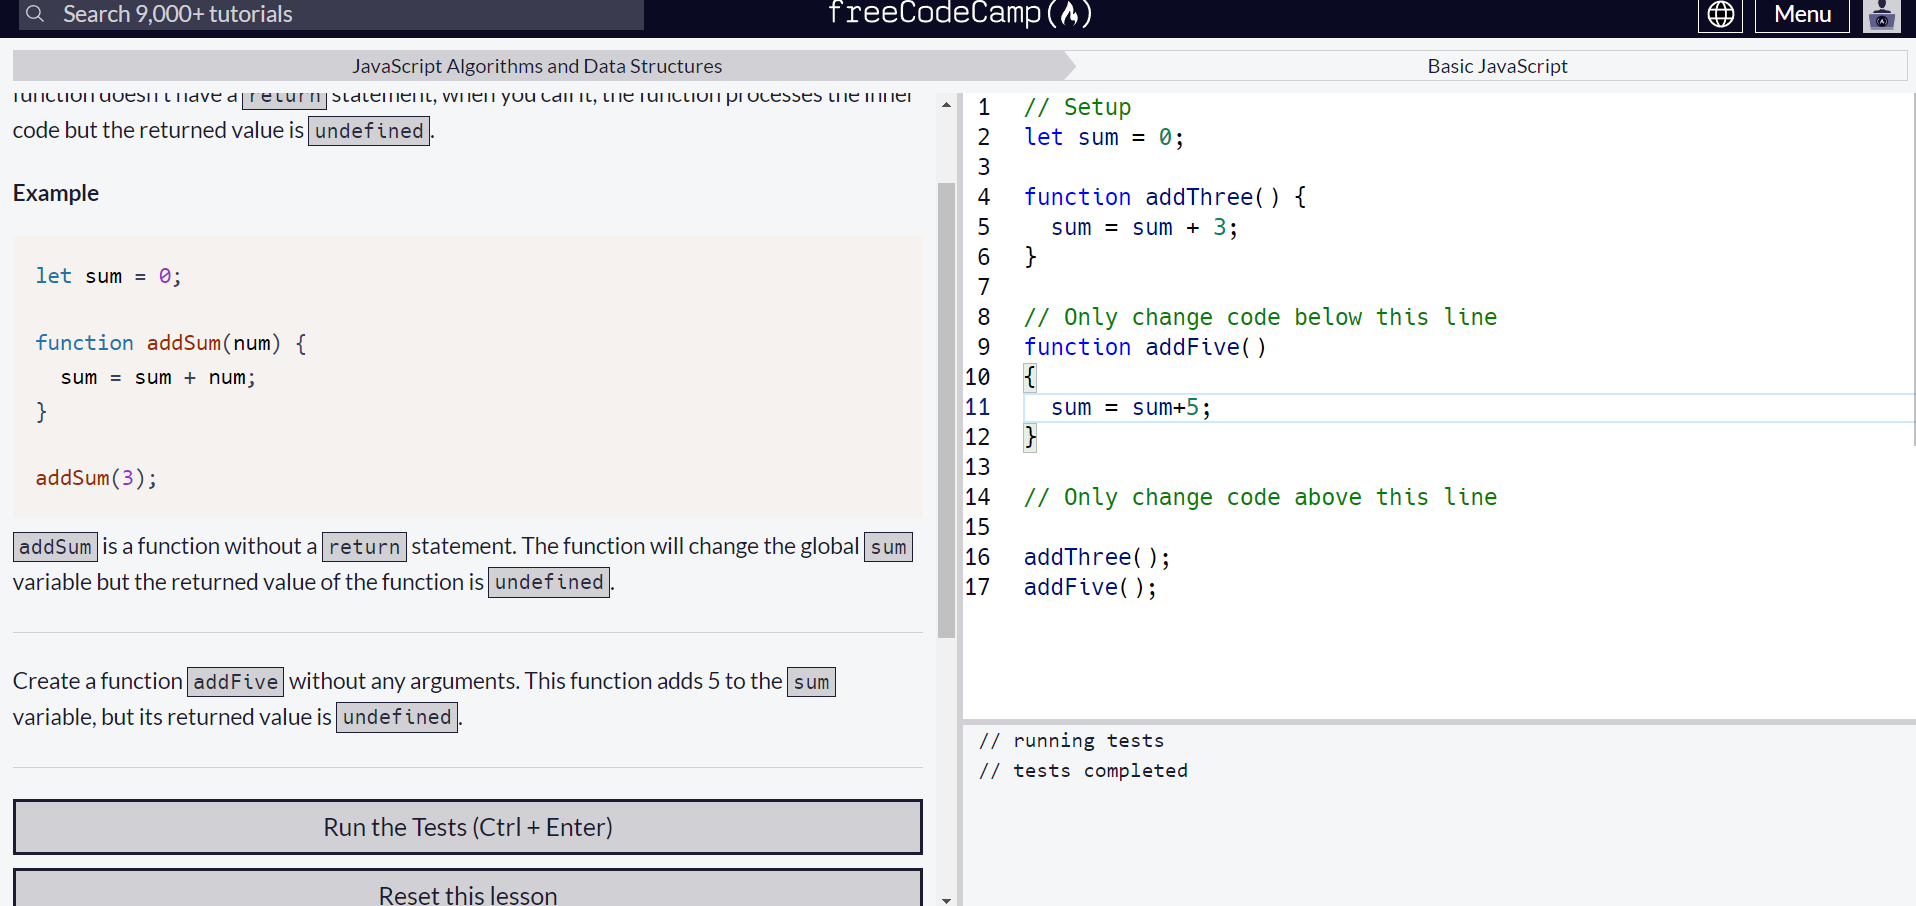 Search 9,000+ tutorials
freeCodeCamp
Menu
JavaScript Algorithms and Data Structures
Basic JavaScript
function doesn't have a return statement, when you call it, the function processes the inner
code but the returned value is undefined.
Example
let sum = 0;
function addSum(num) {
  sum = sum + num;
}
addSum(3);
addSum is a function without a return statement. The function will change the global sum
variable but the returned value of the function is undefined.
Create a function addFive without any arguments. This function adds 5 to the sum
variable, but its returned value is undefined.
Run the Tests (Ctrl + Enter)
Reset this lesson
1 // Setup
2 let sum = 0;
3
4 function addThree() {
5   sum = sum + 3;
6 }
7
8 // Only change code below this line
9 function addFive()
10 {
11   sum = sum+5;
12 }
13
14 // Only change code above this line
15
16 addThree();
17 addFive();
// running tests
// tests completed